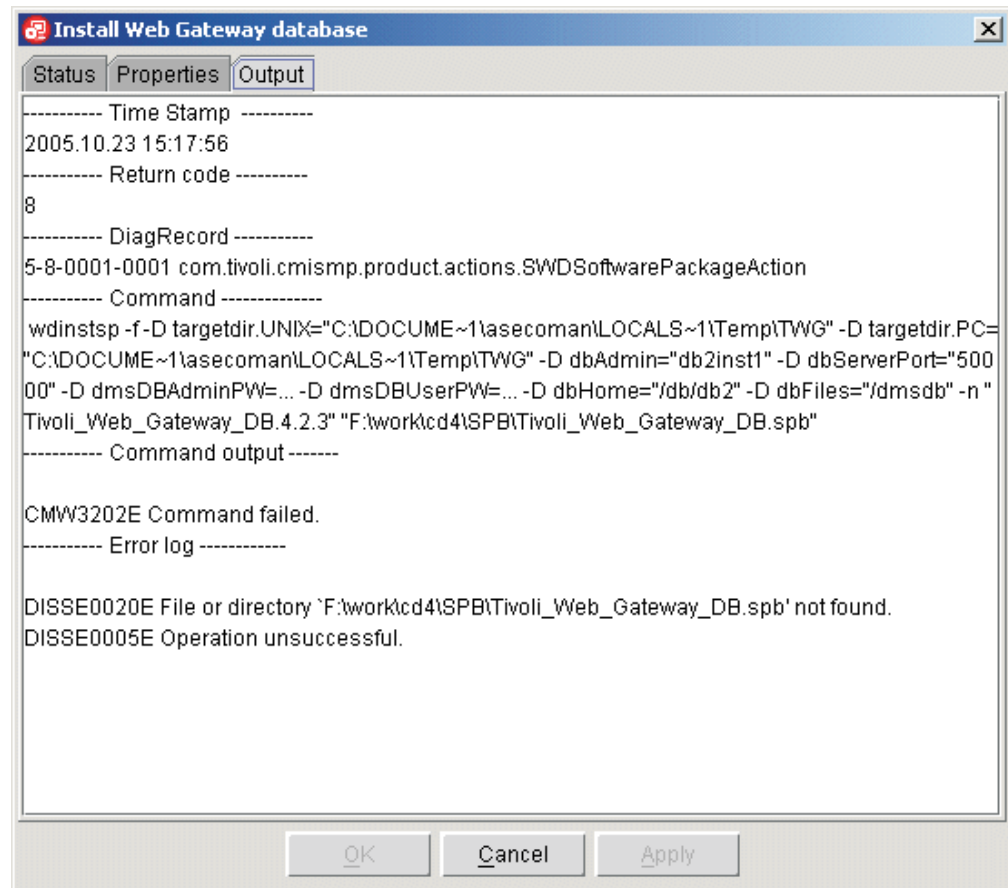 Install Web Gateway database
Status Properties Output
----------- Time Stamp ----------
2005.10.23 15:17:56
----------- Return code ----------
8
----------- DiagRecord -----------
5-8-0001-0001 com.tivoli.cmismp.product.actions.SWDSoftwarePackageAction
----------- Command --------------
wdinstsp -f -D targetdir.UNIX="C:\DOCUME~1\asecoman\LOCALS~1\Temp\TWG" -D targetdir.PC=
"C:\DOCUME~1\asecoman\LOCALS~1\Temp\TWG" -D dbAdmin="db2inst1" -D dbServerPort="500
00" -D dmsDBAdminPW=... -D dmsDBUserPW=... -D dbHome="/db/db2" -D dbFiles="/dmsdb" -n "
Tivoli_Web_Gateway_DB.4.2.3" "F:\work\cd4\SPB\Tivoli_Web_Gateway_DB.spb"
----------- Command output -------
CMW3202E Command failed.
----------- Error log ------------
DISSE0020E File or directory `F:\work\cd4\SPB\Tivoli_Web_Gateway_DB.spb' not found.
DISSE0005E Operation unsuccessful.
OK Cancel Apply